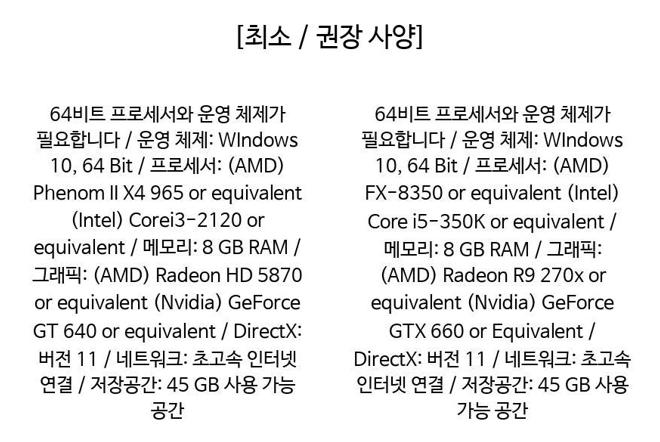 [최소 / 권장 사양]
64비트 프로세서와 운영 체제가
필요합니다 / 운영 체제: WIndows
10, 64 Bit / 프로세서: (AMD)
Phenom II X4 965 or equivalent
(Intel) Corei3-2120 or
equivalent / 메모리: 8 GB RAM /
그래픽: (AMD) Radeon HD 5870
or equivalent (Nvidia) GeForce
GT 640 or equivalent / DirectX:
버전 11 / 네트워크: 초고속 인터넷
연결 / 저장공간: 45 GB 사용 가능
공간
64비트 프로세서와 운영 체제가
필요합니다 / 운영 체제: WIndows
10, 64 Bit / 프로세서: (AMD)
FX-8350 or equivalent (Intel)
Core i5-350K or equivalent /
메모리: 8 GB RAM / 그래픽:
(AMD) Radeon R9 270x or
equivalent (Nvidia) GeForce
GTX 660 or Equivalent /
DirectX: 버전 11 / 네트워크: 초고속
인터넷 연결 / 저장공간: 45 GB 사용
가능 공간